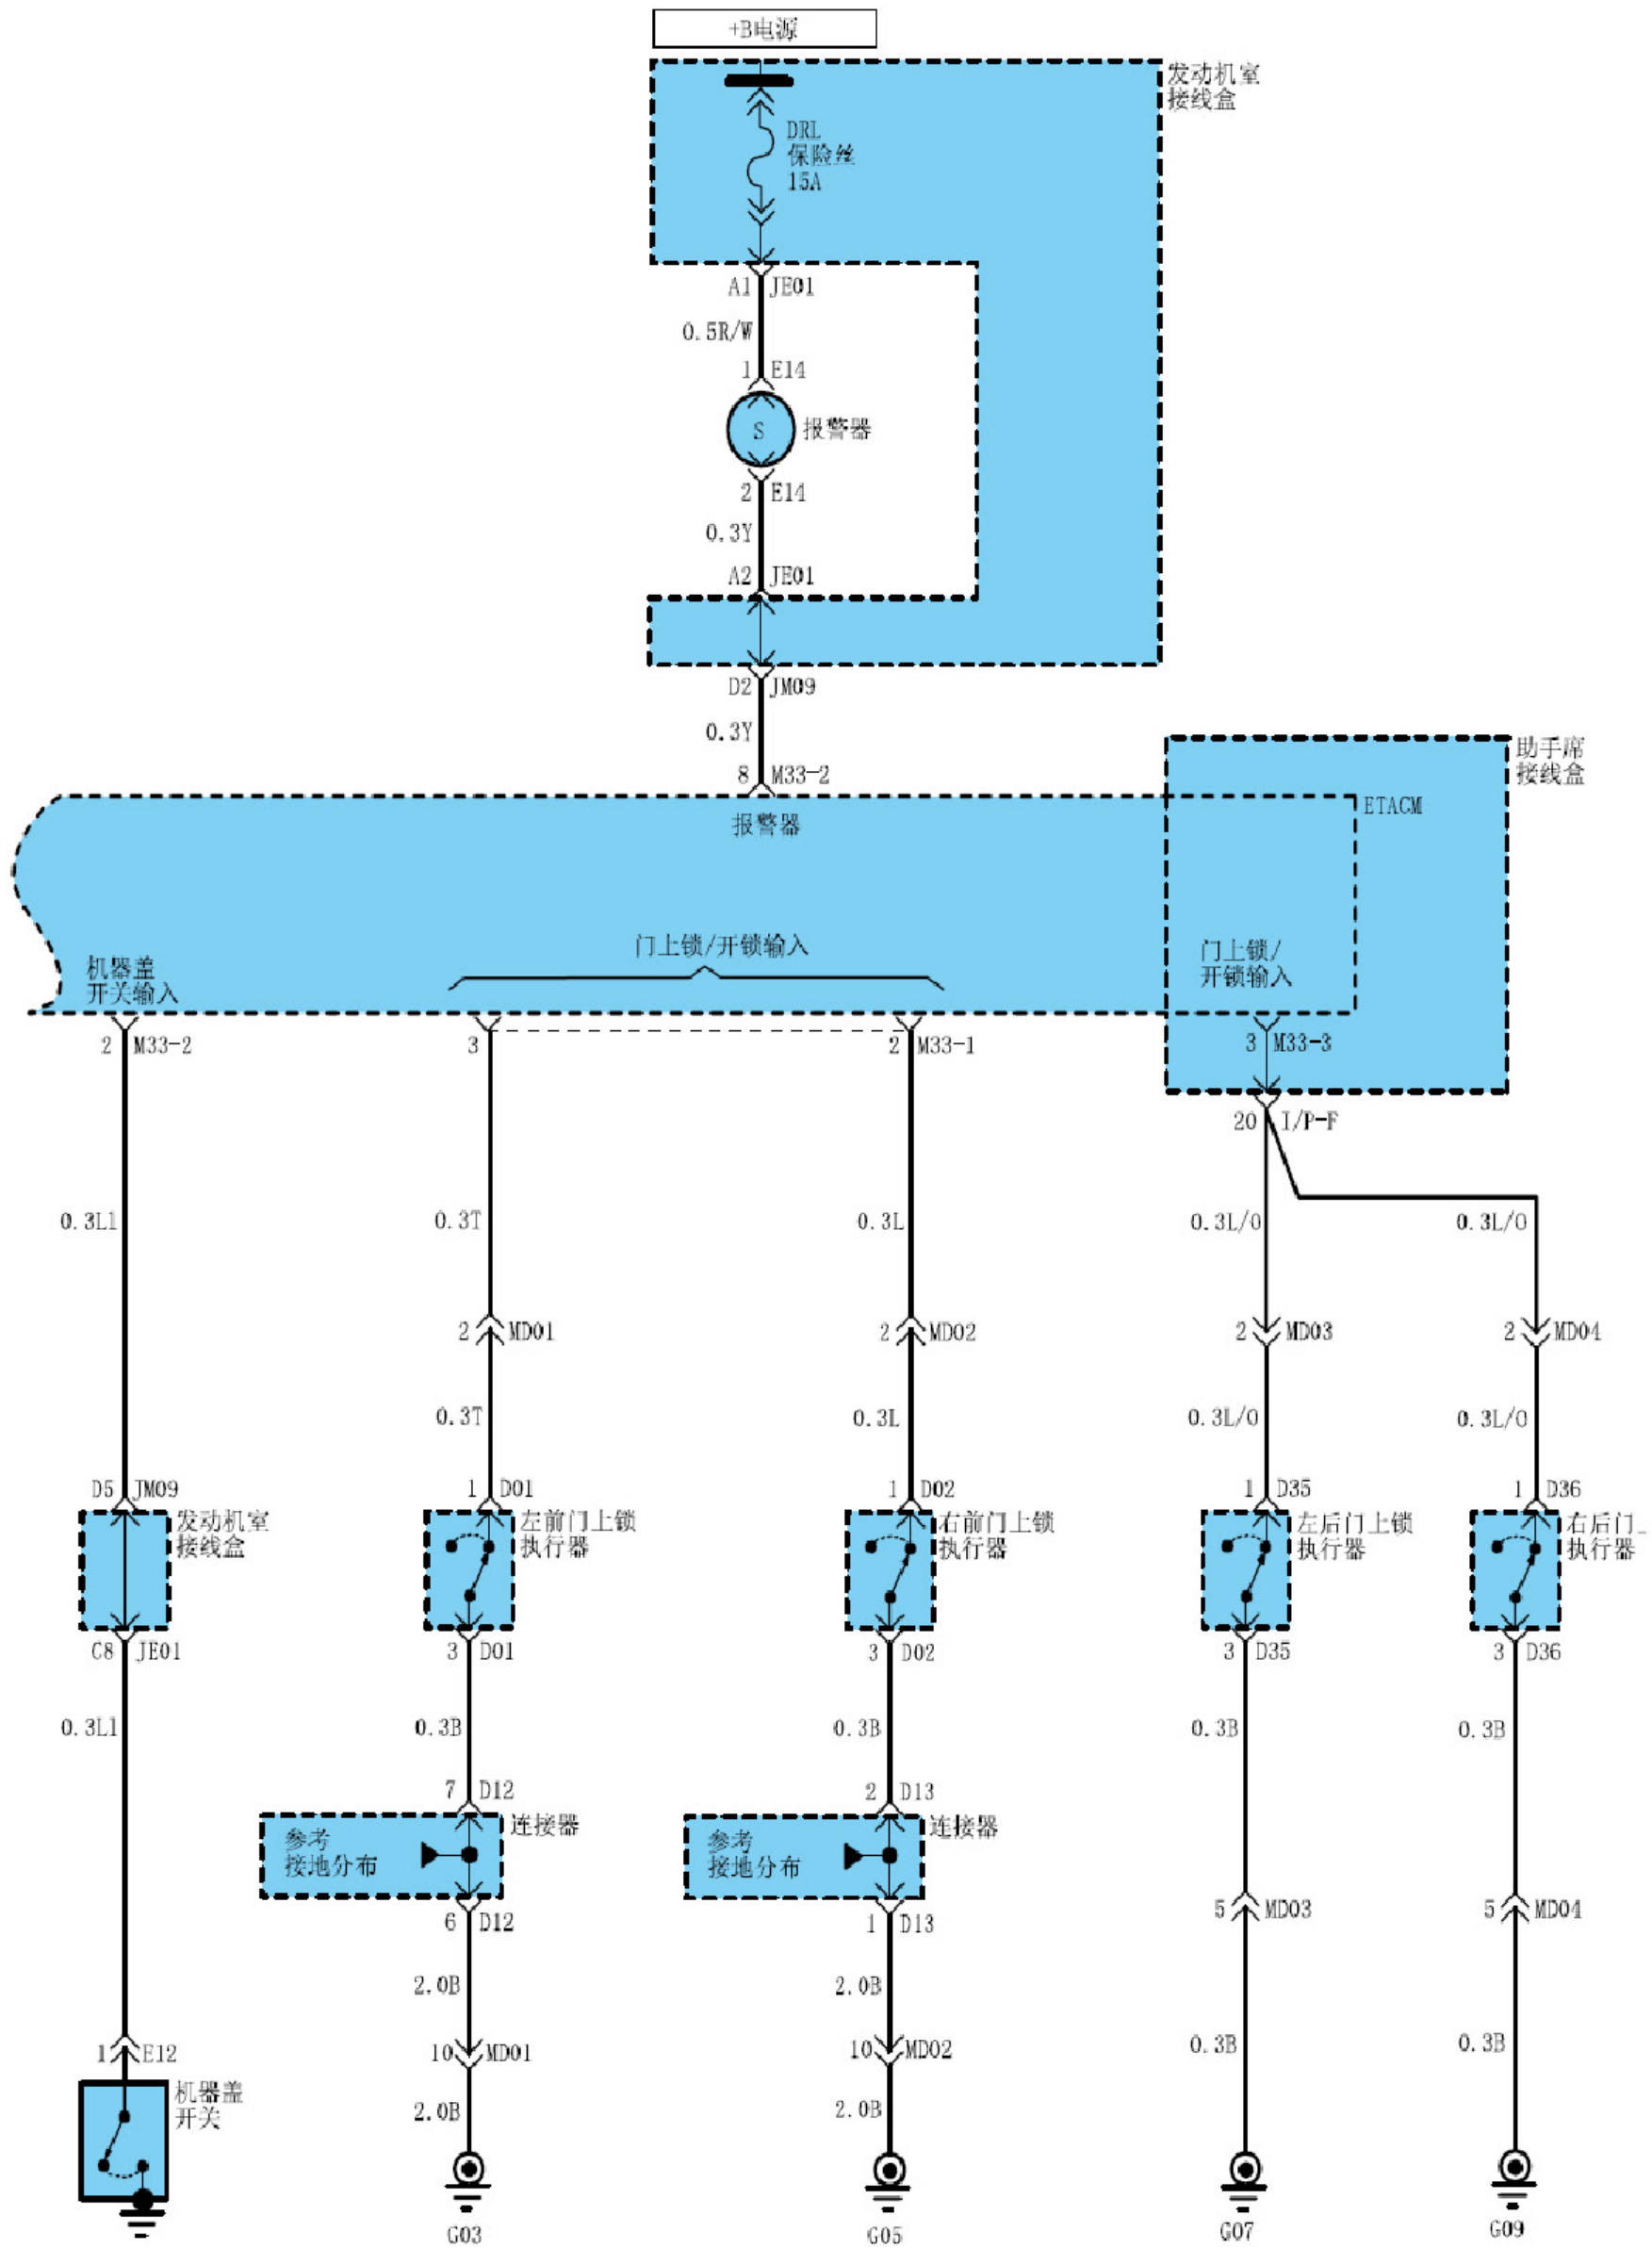 +B电源
发动机室
接线盒
DRL
保险丝
15A
A1 JE01
0.5R/W
1 E14
S
报警器
2 E14
0.3Y
A2 JE01
D2 JM09
0.3Y
8 M33-2
助手席
接线盒
ETACM
报警器
门上锁/开锁输入
门上锁/
开锁输入
机器盖
开关输入
2 M33-2
3
2 M33-1
3 M33-3
20 I/P-F
0.3L1
0.3T
0.3L
0.3L/O
0.3L/O
2 MD01
2 MD02
2 MD03
2 MD04
0.3T
0.3L
0.3L/O
0.3L/O
D5 JM09
1 D01
1 D02
1 D35
1 D36
发动机室
接线盒
左前门上锁
执行器
右前门上锁
执行器
左后门上锁
执行器
右后门
执行器
C8 JE01
3 D01
3 D02
3 D35
3 D36
0.3L1
0.3B
0.3B
0.3B
0.3B
7 D12
2 D13
连接器
参考
接地分布
连接器
参考
接地分布
6 D12
1 D13
5 MD03
5 MD04
2.0B
2.0B
1 E12
10 MD01
10 MD02
0.3B
0.3B
机器盖
开关
2.0B
2.0B
G03
G05
G07
G09